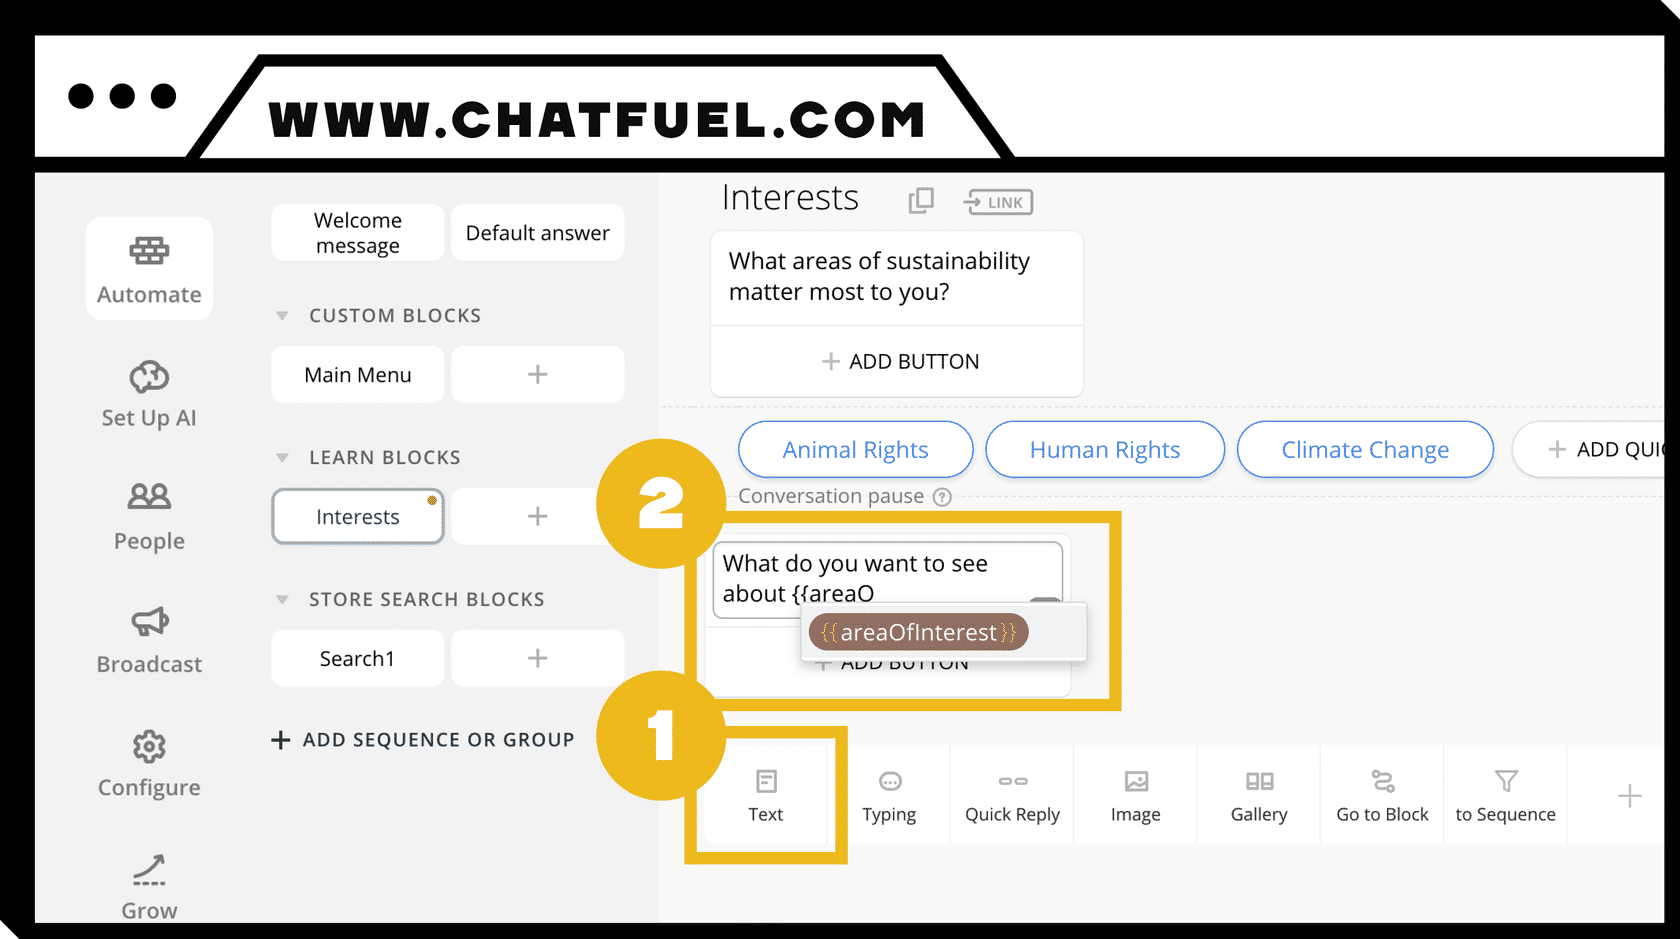 WWW.CHATFUEL.COM
Automate
Set Up AI
People
Broadcast
Configure
Grow
Welcome
message
Default answer
CUSTOM BLOCKS
Main Menu
+
LEARN BLOCKS
Interests
+
STORE SEARCH BLOCKS
Search1
+
+ ADD SEQUENCE OR GROUP
Interests
LINK
What areas of sustainability
matter most to you?
+ ADD BUTTON
Animal Rights
Human Rights
Climate Change
+ ADD QUIC
Conversation pause ?
2
What do you want to see
about {{areaO
{{areaOfInterest}}
+ ADD BUTTON
1
Text
Typing
Quick Reply
Image
Gallery
Go to Block
to Sequence
+